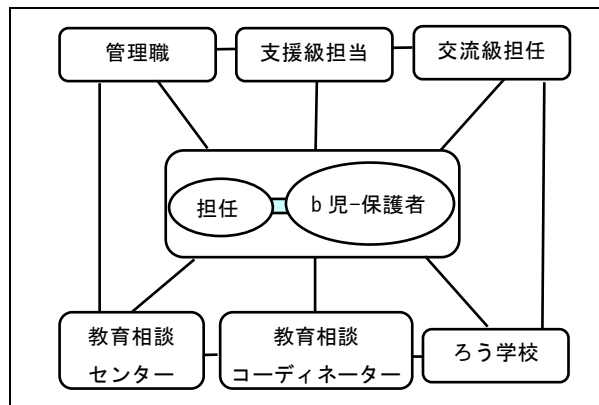 管理職
支援級担当
交流級担任
担任
b児-保護者
教育相談
センター
教育相談
コーディネーター
ろう学校